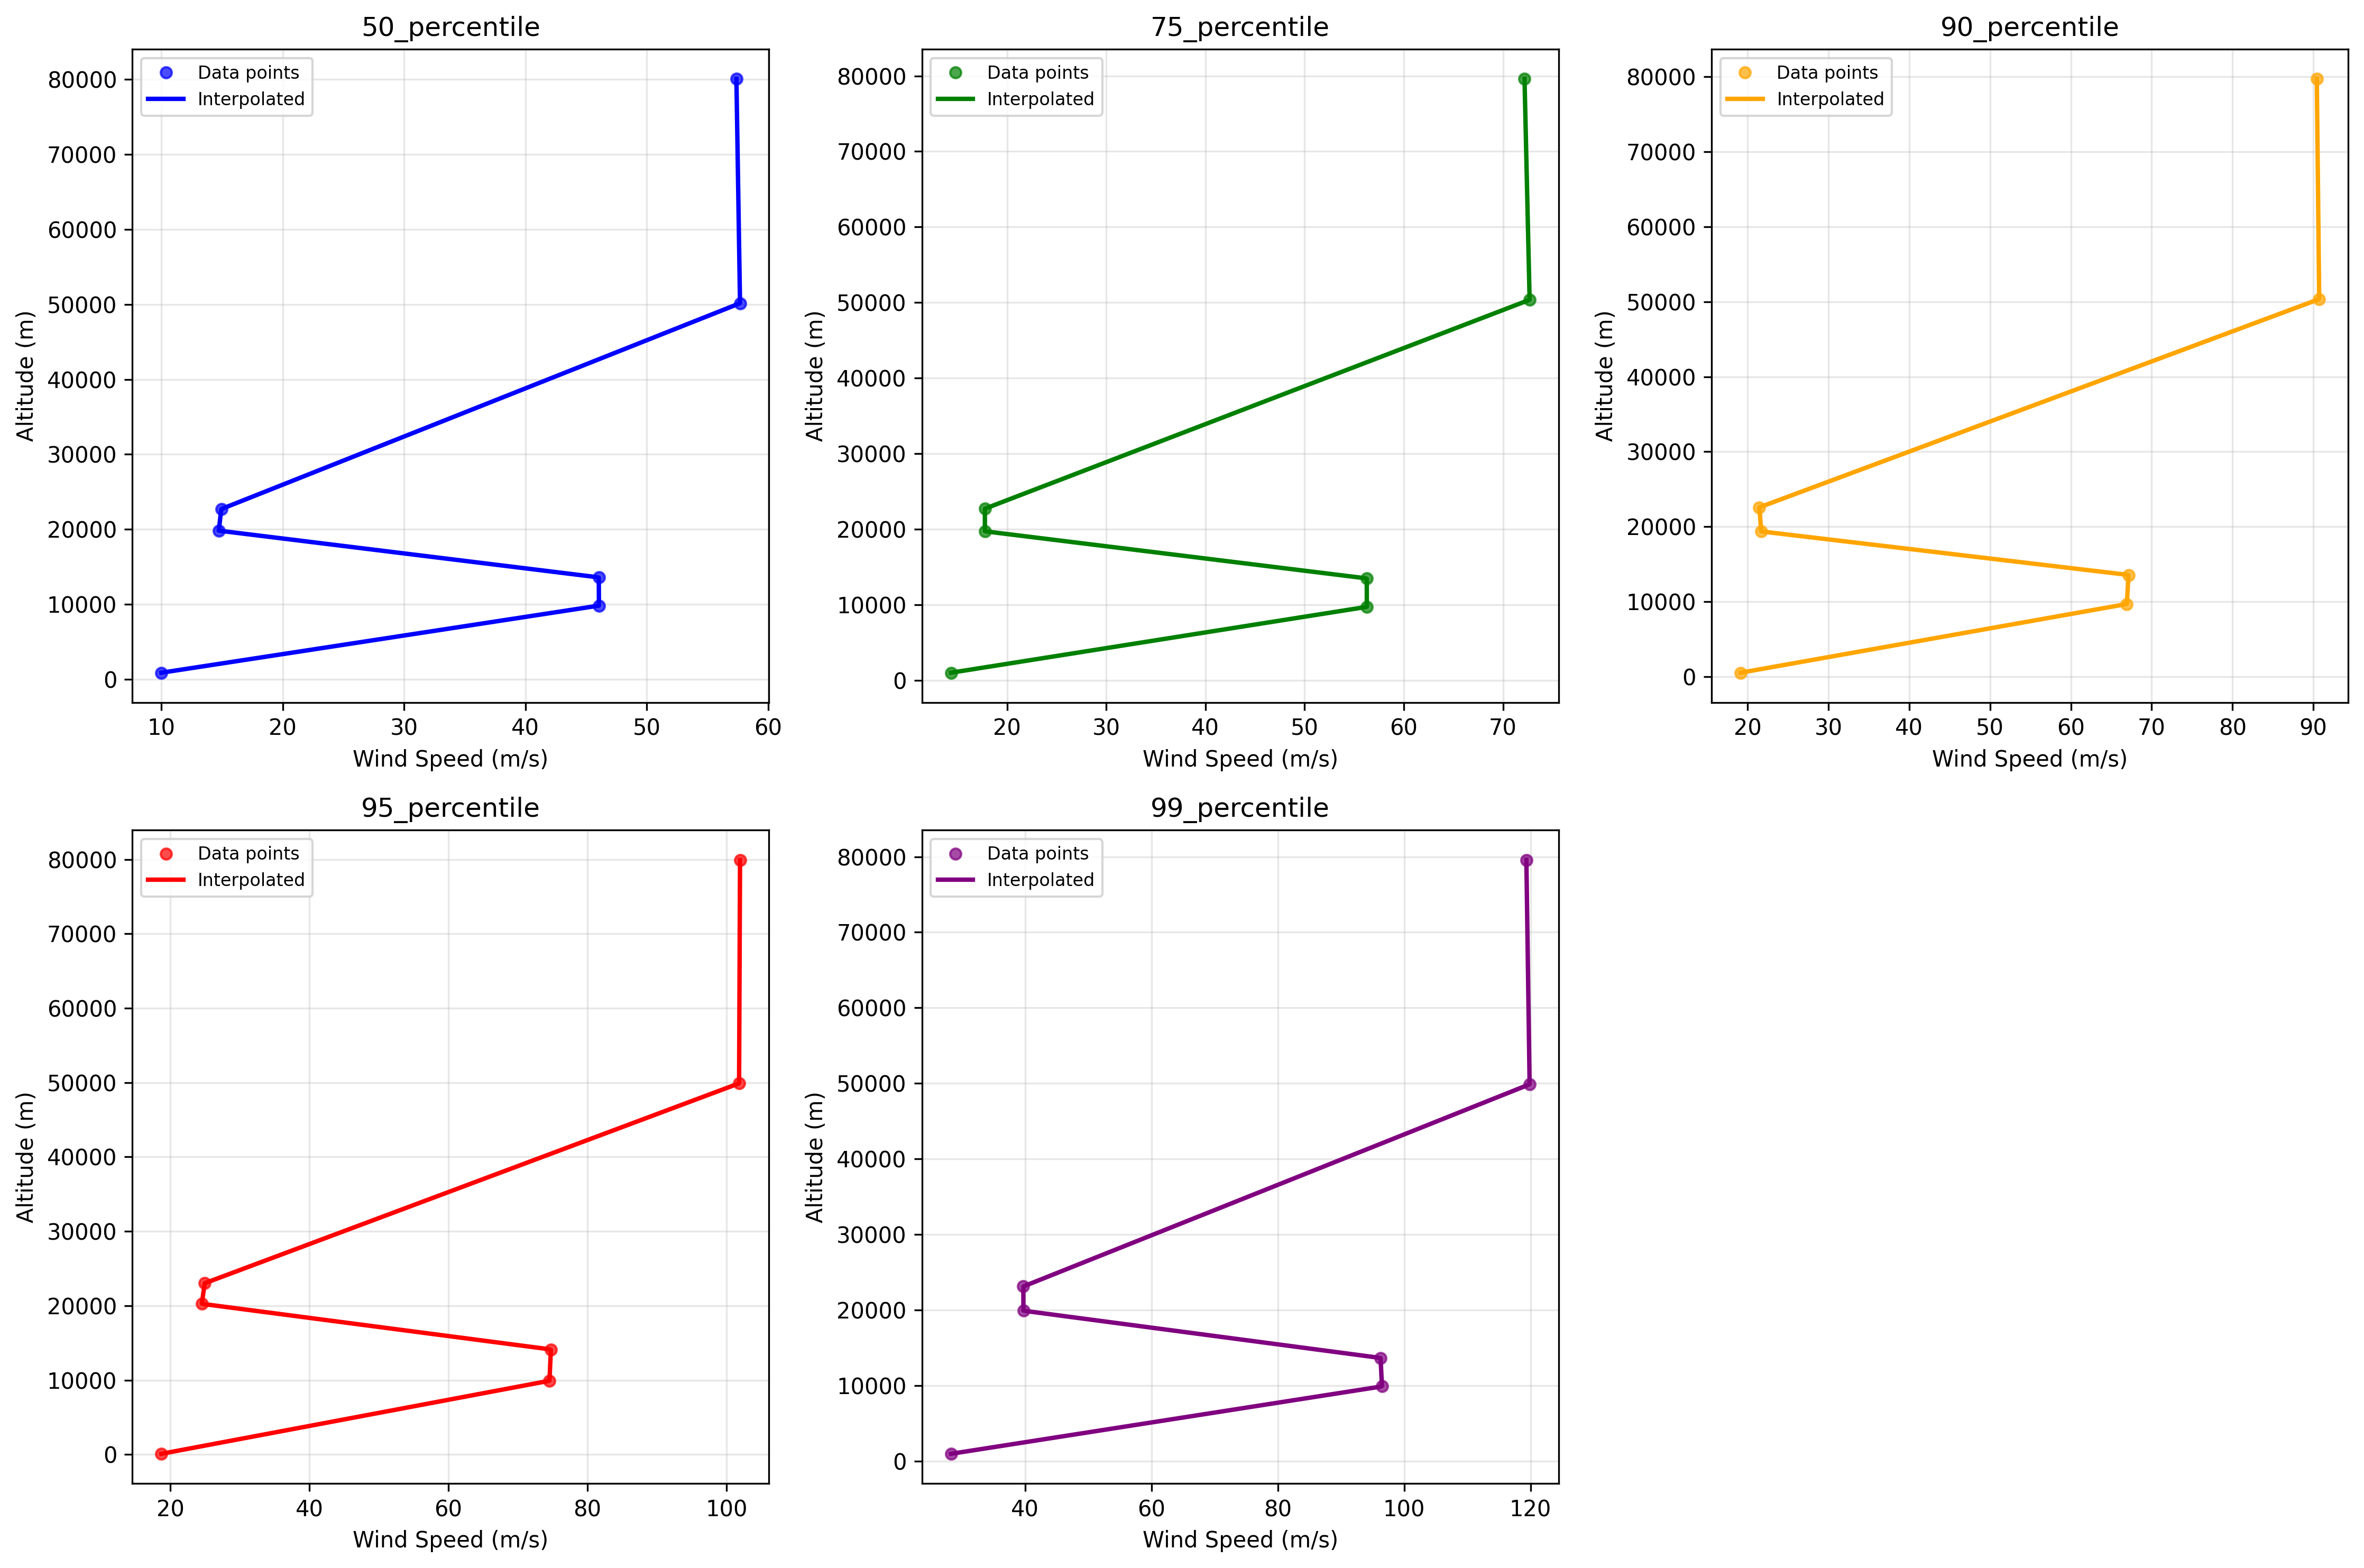 50_percentile
Data points
Interpolated
80000
70000
60000
50000
40000
30000
20000
10000
0
Altitude (m)
10 20 30 40 50 60
Wind Speed (m/s)
75_percentile
Data points
Interpolated
80000
70000
60000
50000
40000
30000
20000
10000
0
Altitude (m)
20 30 40 50 60 70
Wind Speed (m/s)
90_percentile
Data points
Interpolated
80000
70000
60000
50000
40000
30000
20000
10000
0
Altitude (m)
20 30 40 50 60 70 80 90
Wind Speed (m/s)
95_percentile
Data points
Interpolated
80000
70000
60000
50000
40000
30000
20000
10000
0
Altitude (m)
20 40 60 80 100
Wind Speed (m/s)
99_percentile
Data points
Interpolated
80000
70000
60000
50000
40000
30000
20000
10000
0
Altitude (m)
40 60 80 100 120
Wind Speed (m/s)